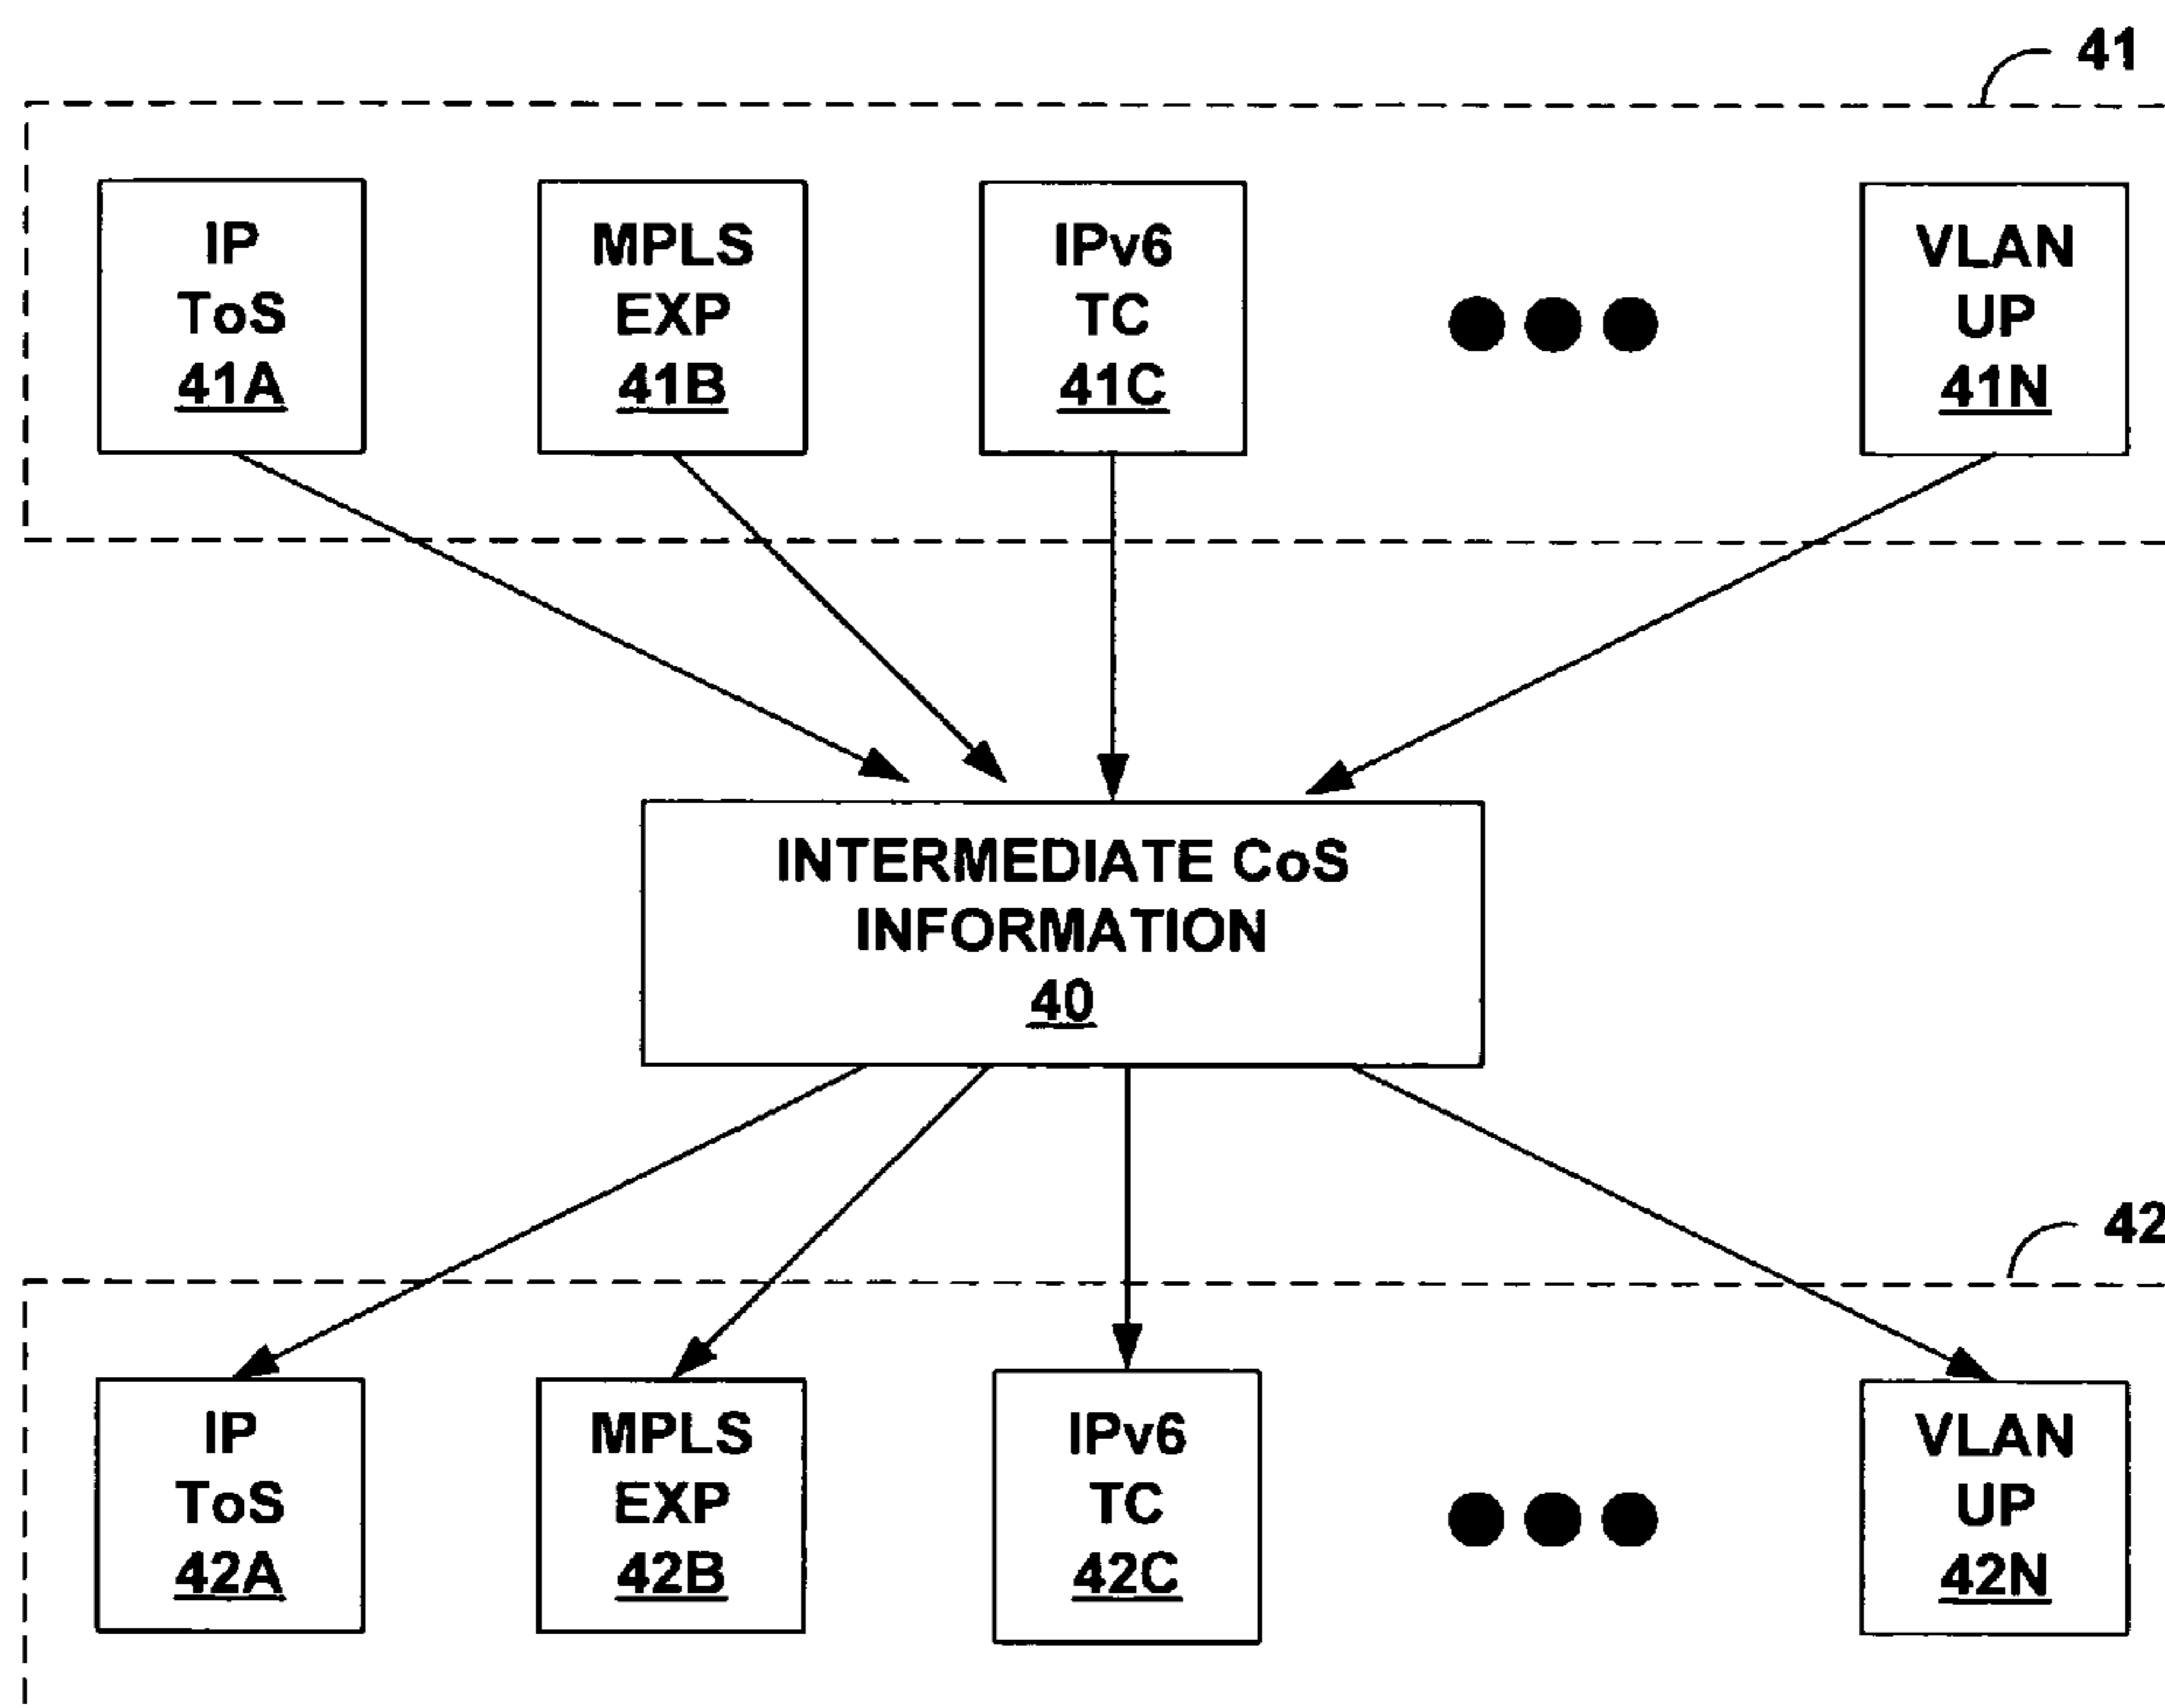 41
IP
ToS
41A
MPLS
EXP
41B
IPv6
TC
41C
VLAN
UP
41N
INTERMEDIATE CoS
INFORMATION
40
42
IP
ToS
42A
MPLS
EXP
42B
IPv6
TC
42C
VLAN
UP
42N